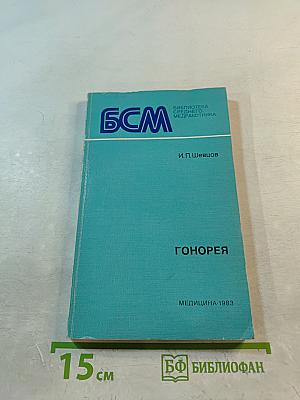 БСМ
БИБЛИОТЕКА
СРЕДНЕГО
МЕДРАБОТНИКА
И.П.Шевцов
ГОНОРЕЯ
МЕДИЦИНА·1983
15 см
БФ БИБЛИОФАН